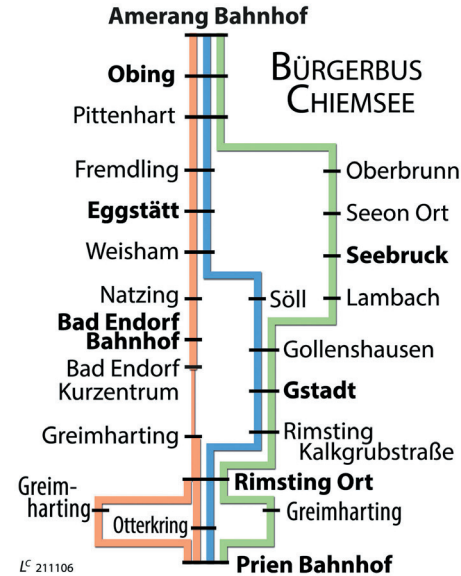 Amerang Bahnhof
BÜRGERBUS
CHIEMSEE
Obing
Pittenhart
Fremdling
Eggstätt
Weisham
Natzing
Bad Endorf
Bahnhof
Bad Endorf
Kurzentrum
Greimharting
Greim-
harting
Otterkring
Oberbrunn
Seeon Ort
Seebruck
Lambach
Söll
Gollenshausen
Gstadt
Rimsting
Kalkgrubstraße
Rimsting Ort
Greimharting
Prien Bahnhof
Lc 211106